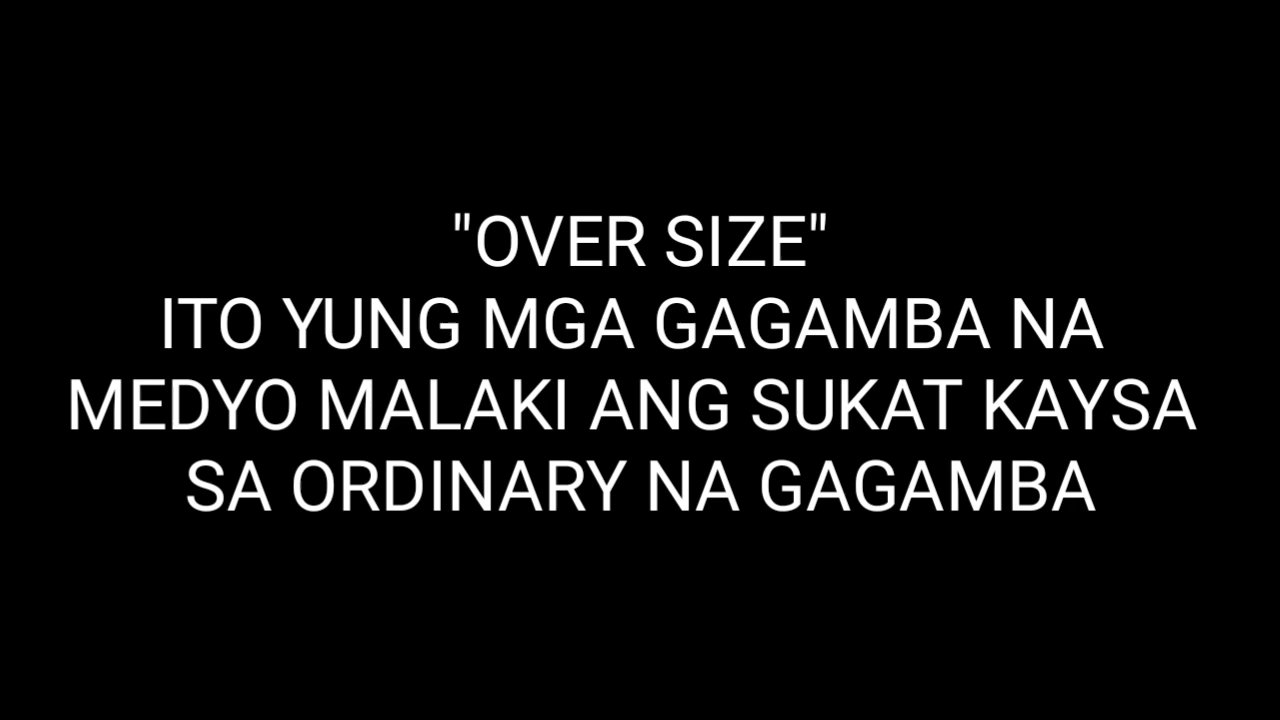 "OVER SIZE"
ITO YUNG MGA GAGAMBA NA
MEDYO MALAKI ANG SUKAT KAYSA
SA ORDINARY NA GAGAMBA